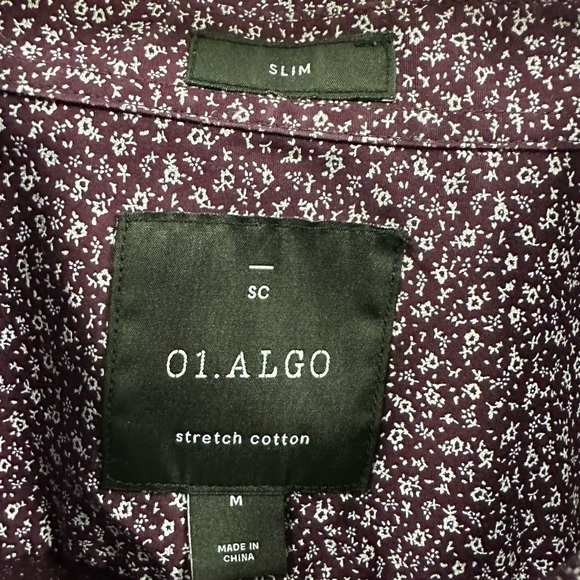 SLIM
SC
01.ALGO
stretch cotton
M
MADE IN
CHINA